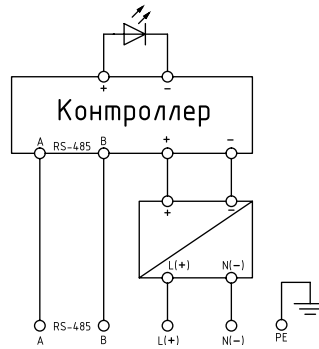 + −
Контроллер
A RS-485 B + −
+ −
L(+) N(−)
A RS-485 B L(+) N(−) PE